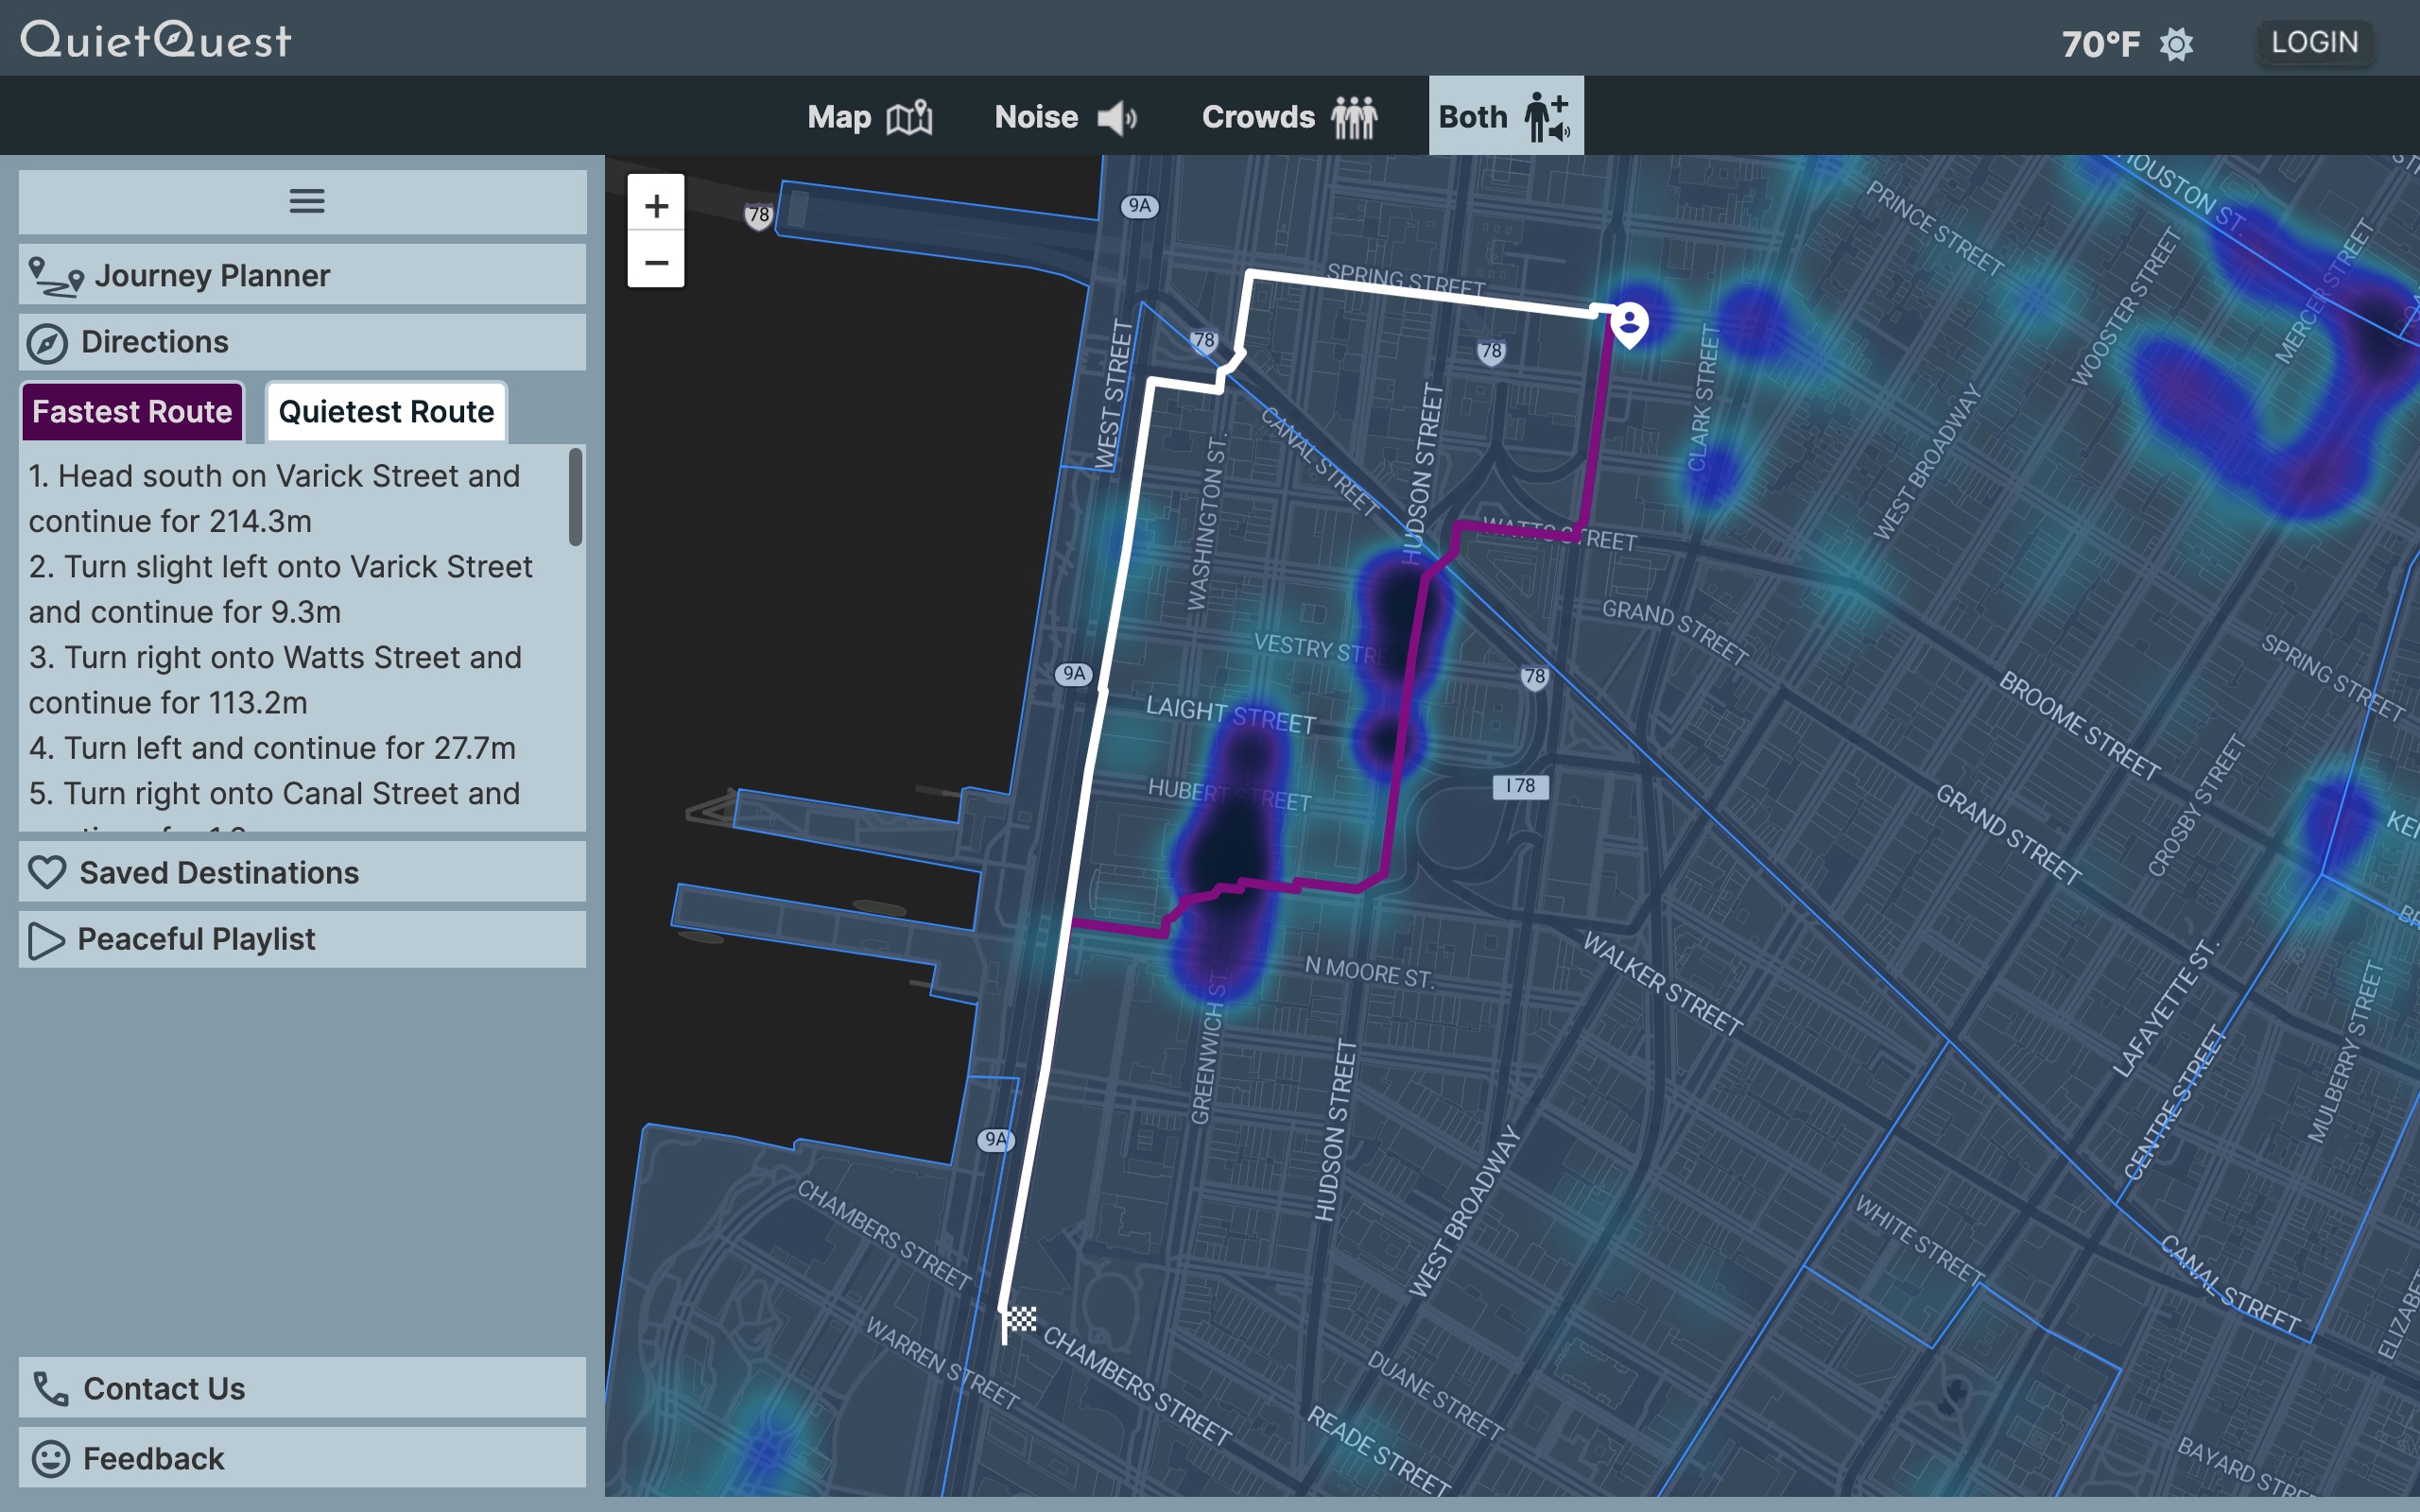 QuietQuest
70°F
LOGIN
Map
Noise
Crowds
Both
Journey Planner
Directions
Fastest Route
Quietest Route
1. Head south on Varick Street and
continue for 214.3m
2. Turn slight left onto Varick Street
and continue for 9.3m
3. Turn right onto Watts Street and
continue for 113.2m
4. Turn left and continue for 27.7m
5. Turn right onto Canal Street and
Saved Destinations
Peaceful Playlist
Contact Us
Feedback
+
−
78
9A
HOUSTON ST.
PRINCE STREET
SPRING STREET
WOOSTER STREET
MERCER STREET
78
78
WEST STREET
CLARK STREET
CANAL STREET
HUDSON STREET
WEST BROADWAY
WASHINGTON ST.
WATTS STREET
GRAND STREET
VESTRY
SPRING STREET
9A
78
BROOME STREET
LAIGHT STREET
I 78
HUBERT STREET
CROSBY STREET
GRAND STREET
N MOORE ST.
WALKER STREET
LAFAYETTE ST.
GREENWICH ST.
HUDSON STREET
CENTRE STREET
MULBERRY STREET
9A
CHAMBERS STREET
WEST BROADWAY
WHITE STREET
CANAL STREET
WARREN STREET
CHAMBERS STREET
DUANE STREET
READE STREET
BAYARD